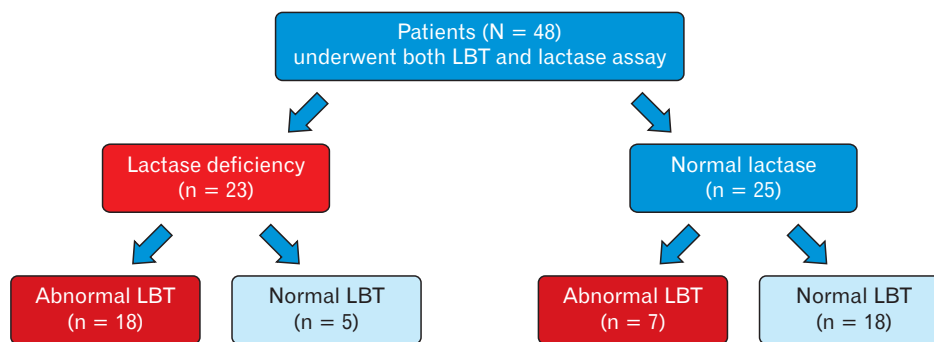 Patients (N = 48)
underwent both LBT and lactase assay
Lactase deficiency
(n = 23)
Normal lactase
(n = 25)
Abnormal LBT
(n = 18)
Normal LBT
(n = 5)
Abnormal LBT
(n = 7)
Normal LBT
(n = 18)